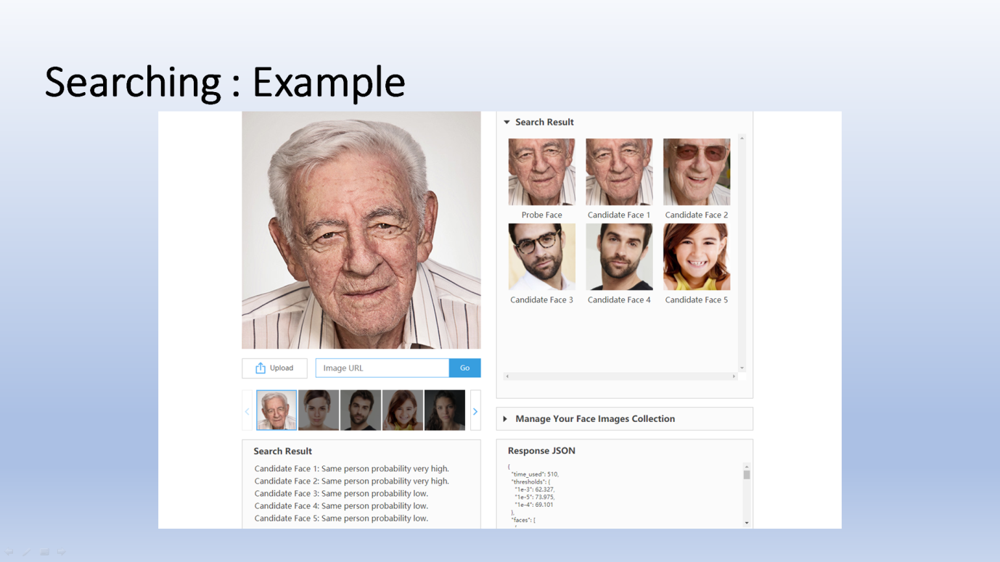 Searching : Example
Search Result
Probe Face
Candidate Face 1
Candidate Face 2
Candidate Face 3
Candidate Face 4
Candidate Face 5
Upload
Image URL
Go
Manage Your Face Images Collection
Search Result
Candidate Face 1: Same person probability very high.
Candidate Face 2: Same person probability very high.
Candidate Face 3: Same person probability low.
Candidate Face 4: Same person probability low.
Candidate Face 5: Same person probability low.
Response JSON
{
"time_used": 510,
"thresholds": {
"1e-3": 62.327,
"1e-5": 73.975,
"1e-4": 69.101
},
"faces": [